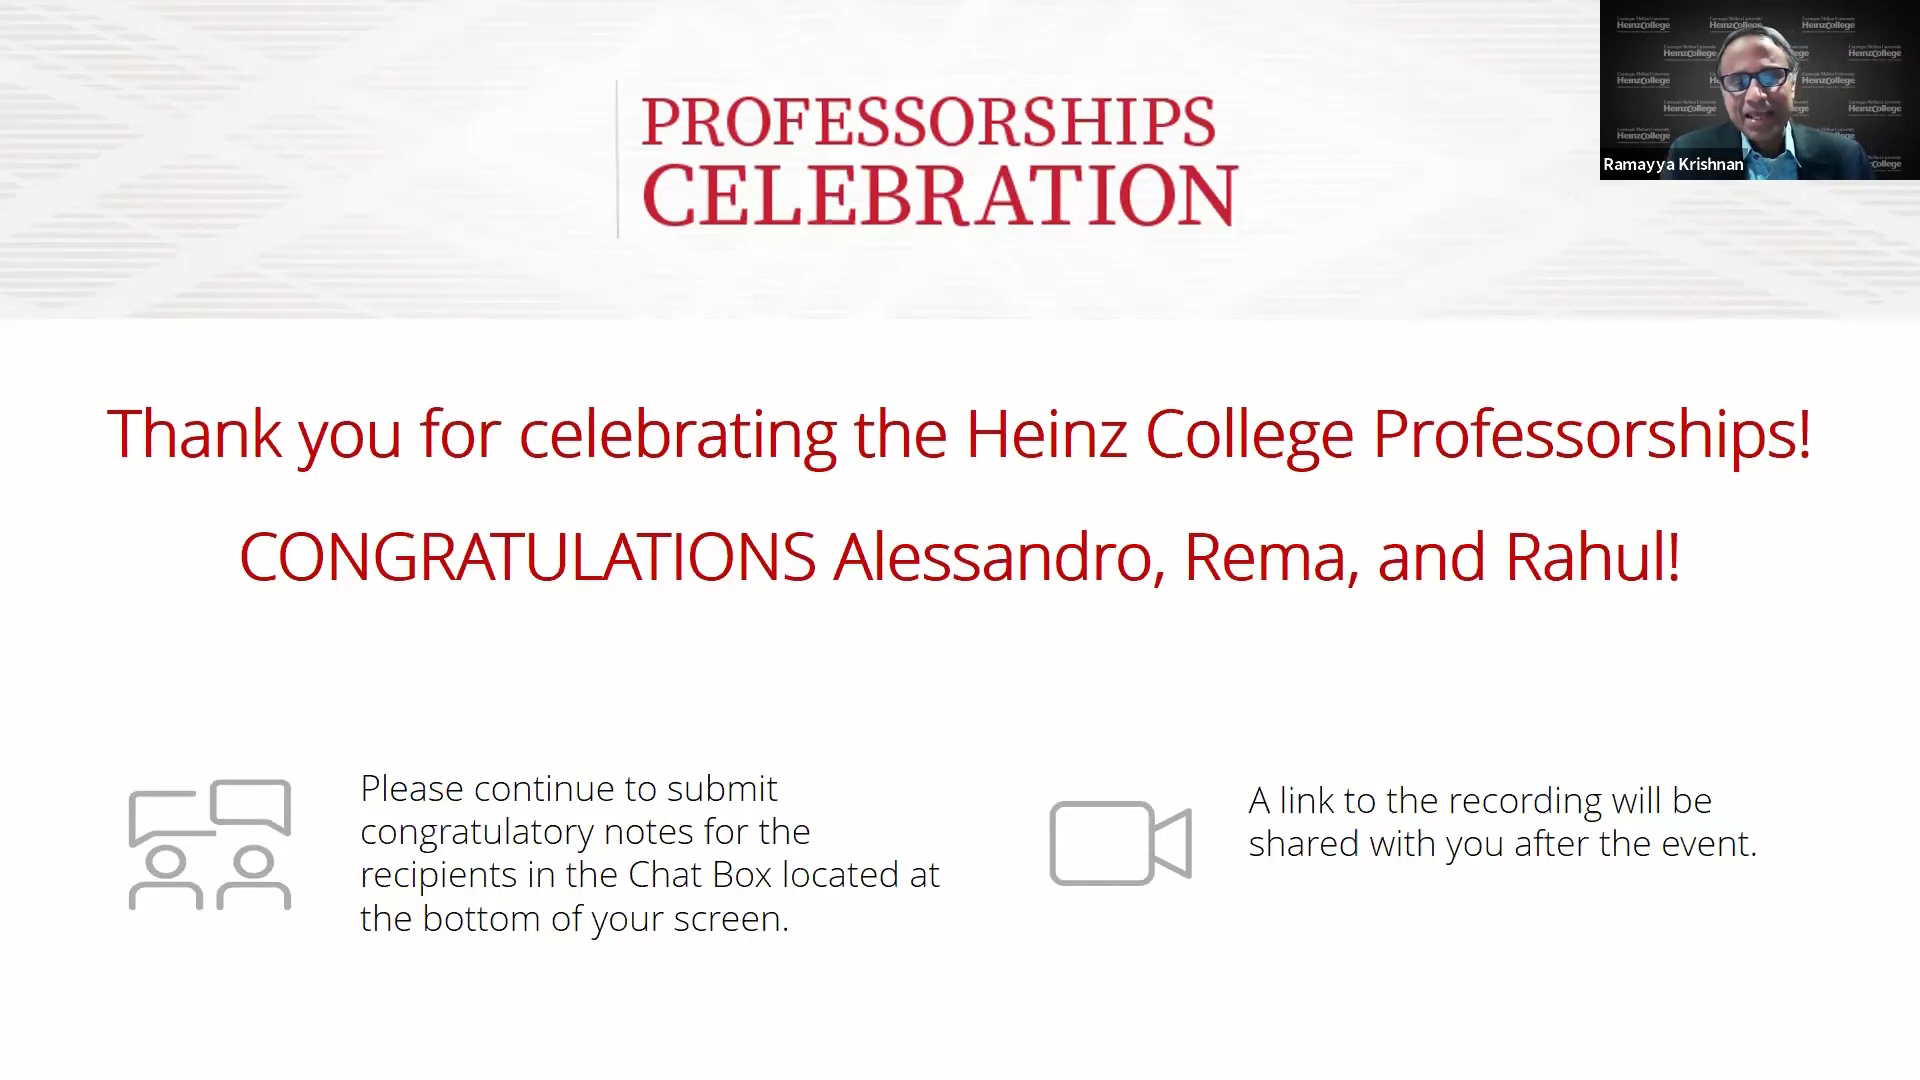 PROFESSORSHIPS
CELEBRATION
Ramayya Krishnan
Thank you for celebrating the Heinz College Professorships!
CONGRATULATIONS Alessandro, Rema, and Rahul!
Please continue to submit
congratulatory notes for the
recipients in the Chat Box located at
the bottom of your screen.
A link to the recording will be
shared with you after the event.